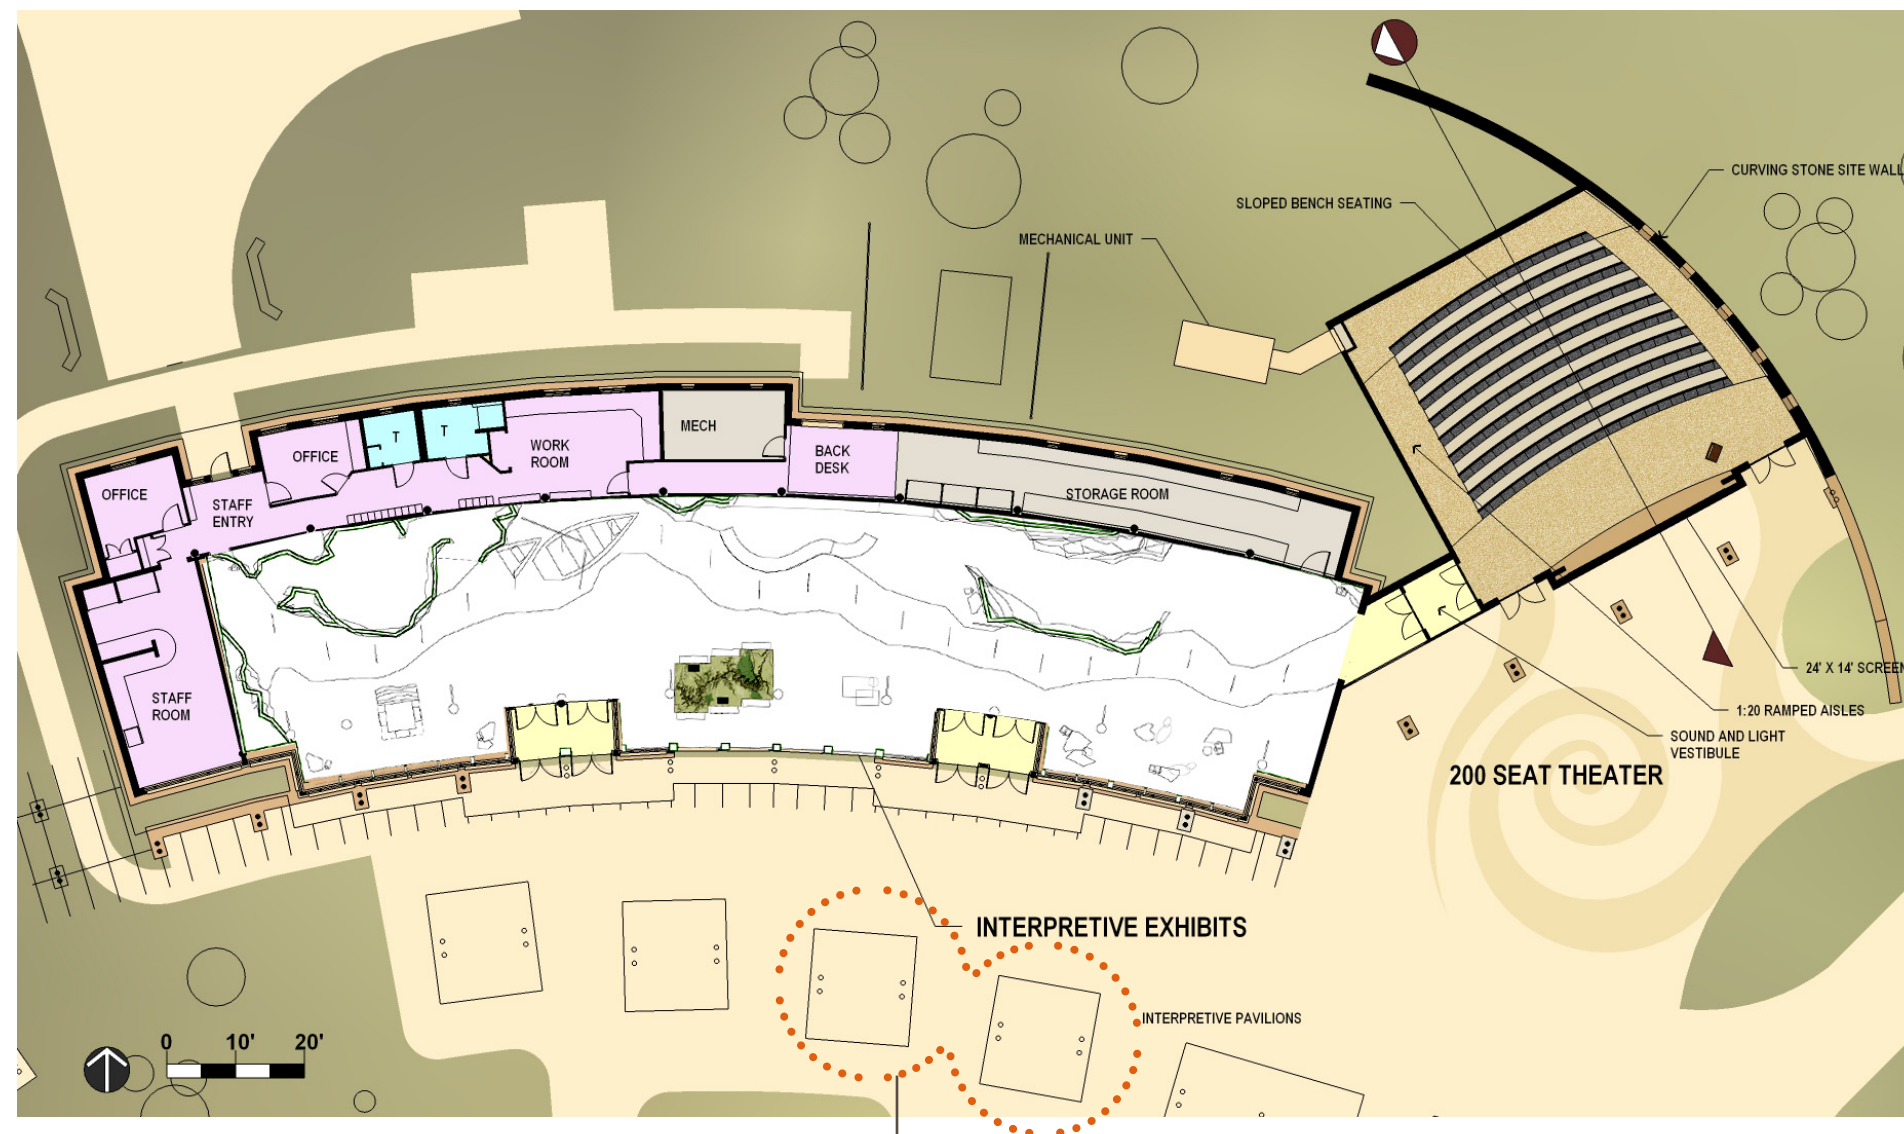 CURVING STONE SITE WALL
SLOPED BENCH SEATING
MECHANICAL UNIT
MECH
T
T
WORK
ROOM
OFFICE
BACK
DESK
STORAGE ROOM
OFFICE
STAFF
ENTRY
24' X 14' SCREEN
STAFF
ROOM
1:20 RAMPED AISLES
SOUND AND LIGHT
VESTIBULE
200 SEAT THEATER
INTERPRETIVE EXHIBITS
INTERPRETIVE PAVILIONS
0 10' 20'